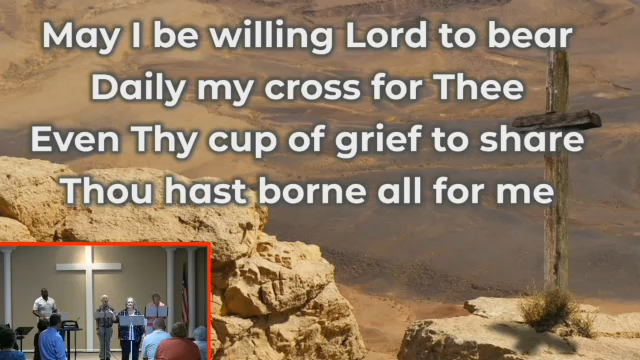 May I be willing Lord to bear
Daily my cross for Thee
Even Thy cup of grief to share
Thou hast borne all for me